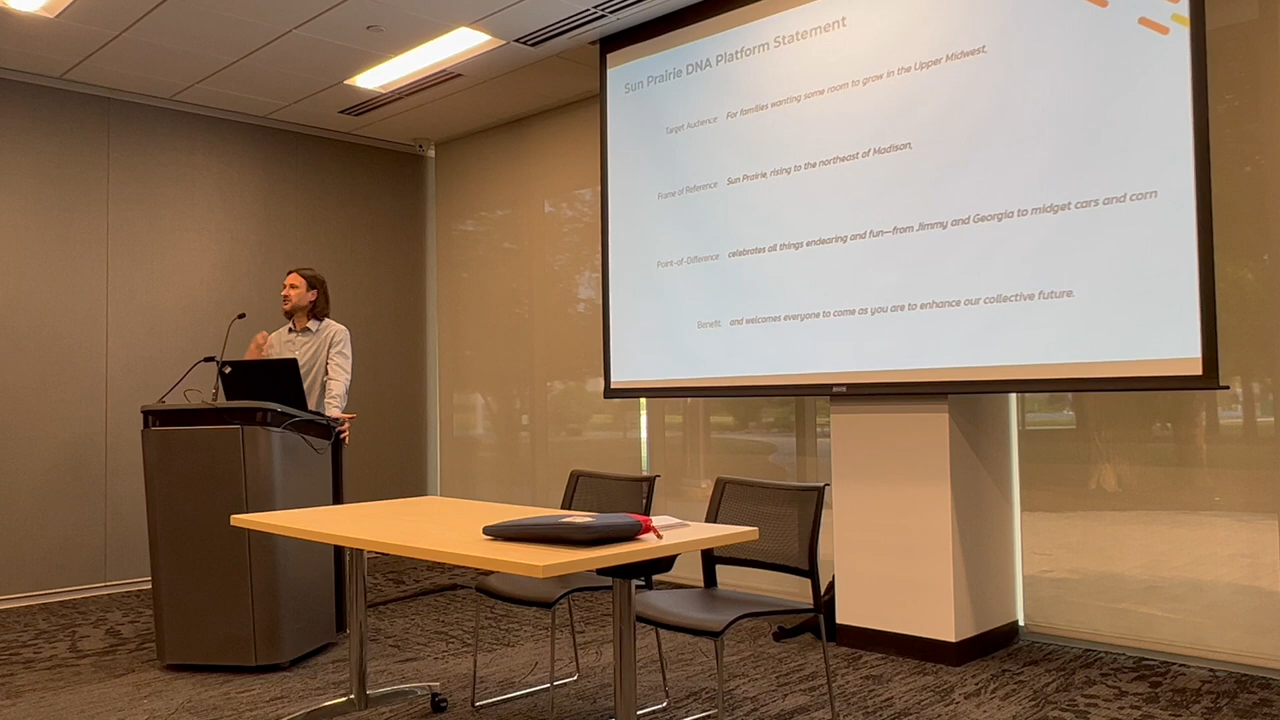 Sun Prairie DNA Platform Statement
Target Audience: For families wanting some room to grow in the Upper Midwest,
Frame of Reference: Sun Prairie, rising to the northeast of Madison,
Point-of-Difference: celebrates all things endearing and fun—from Jimmy and Georgia to midget cars and corn
Benefit: and welcomes everyone to come as you are to enhance our collective future.